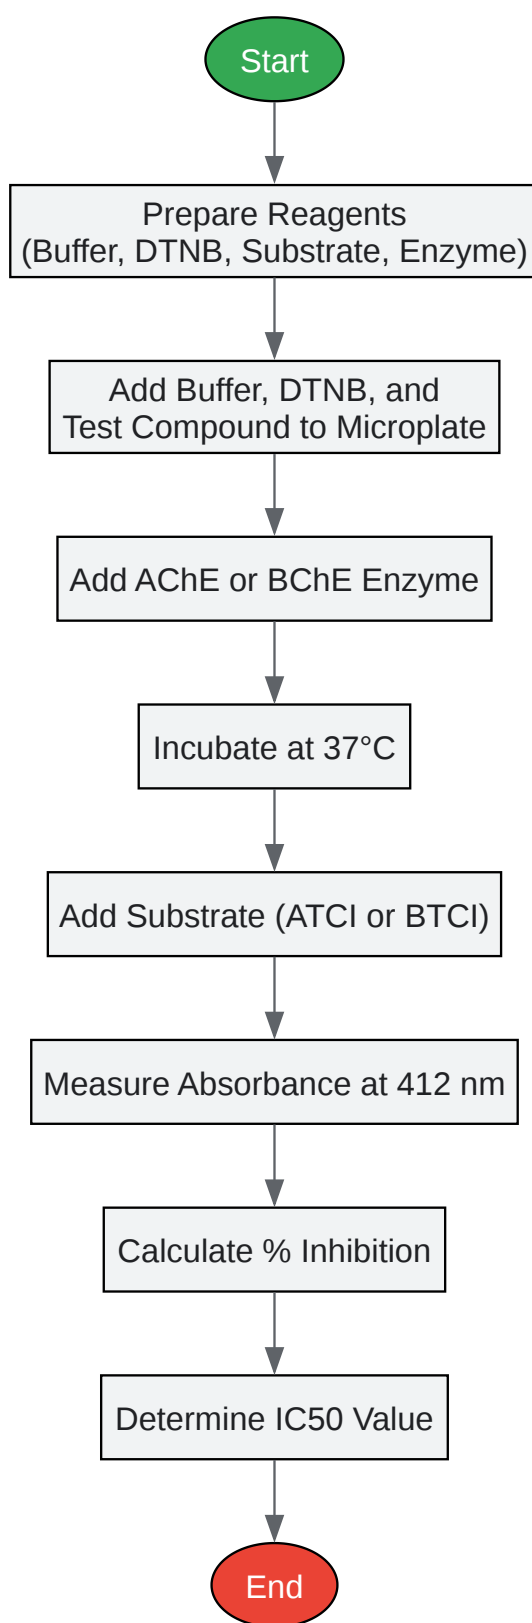 Start
Prepare Reagents
(Buffer, DTNB, Substrate, Enzyme)
Add Buffer, DTNB, and
Test Compound to Microplate
Add AChE or BChE Enzyme
Incubate at 37°C
Add Substrate (ATCI or BTCI)
Measure Absorbance at 412 nm
Calculate % Inhibition
Determine IC50 Value
End